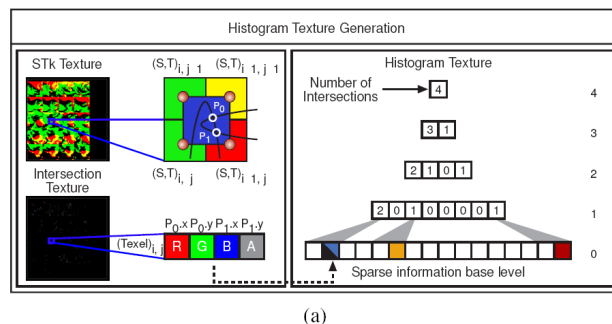 Histogram Texture Generation
STk Texture
(S,T)i, j 1
(S,T)i 1, j 1
P0
P1
(S,T)i, j
(S,T)i 1, j
Intersection
Texture
P0.x P0.y P1.x P1.y
(Texel)i, j
R G B A
Histogram Texture
Number of
Intersections
4
4
3 1
3
2 1 0 1
2
2 0 1 0 0 0 0 1
1
0
Sparse information base level
(a)